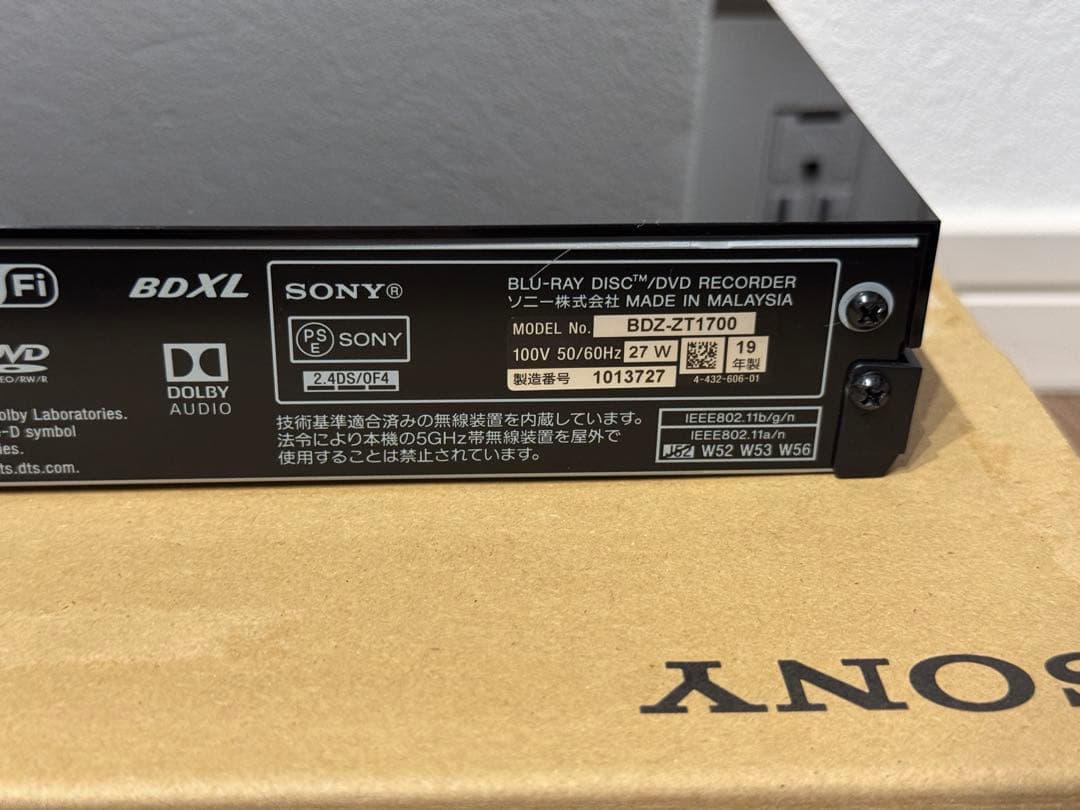 Fi
BDXL
SONY®
BLU-RAY DISC™/DVD RECORDER
ソニー株式会社 MADE IN MALAYSIA
PS
E
SONY
MODEL No. BDZ-ZT1700
100V 50/60Hz 27 W
19
年製
2.4DS/OF4
製造番号 1013727
4-432-606-01
DOLBY
AUDIO
EO/RW/R
olby Laboratories.
-D symbol
ies.
ts.dts.com.
技術基準適合済みの無線装置を内蔵しています。
法令により本機の5GHz帯無線装置を屋外で
使用することは禁止されています。
IEEE802.11b/g/n
IEEE802.11a/n
J52 W52 W53 W56
SONY